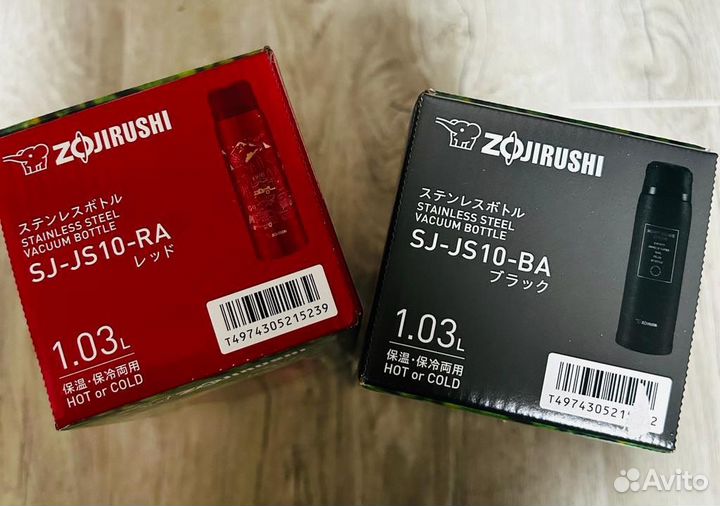 ZOJIRUSHI
ステンレスボトル
STAINLESS STEEL
VACUUM BOTTLE
SJ-JS10-RA
レッド
1.03L
保温・保冷両用
HOT or COLD
T4974305215239
ZOJIRUSHI
ステンレスボトル
STAINLESS STEEL
VACUUM BOTTLE
SJ-JS10-BA
ブラック
1.03L
保温・保冷両用
HOT or COLD
ZOJIRUSHI
Avito